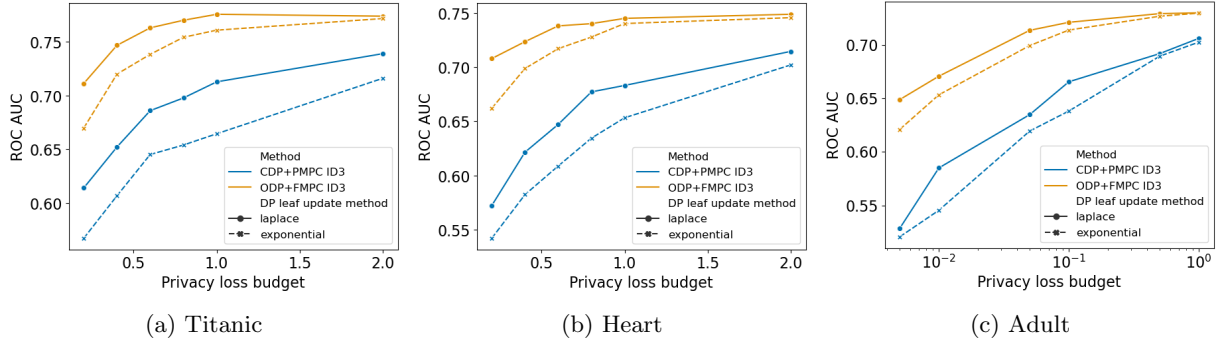 ROC AUC
0.75
0.70
0.65
0.60
0.5
1.0
1.5
2.0
Privacy loss budget
Method
CDP+PMPC ID3
ODP+FMPC ID3
DP leaf update method
laplace
exponential
(a) Titanic
ROC AUC
0.75
0.70
0.65
0.60
0.55
0.5
1.0
1.5
2.0
Privacy loss budget
Method
CDP+PMPC ID3
ODP+FMPC ID3
DP leaf update method
laplace
exponential
(b) Heart
ROC AUC
0.70
0.65
0.60
0.55
10⁻²
10⁻¹
10⁰
Privacy loss budget
Method
CDP+PMPC ID3
ODP+FMPC ID3
DP leaf update method
laplace
exponential
(c) Adult